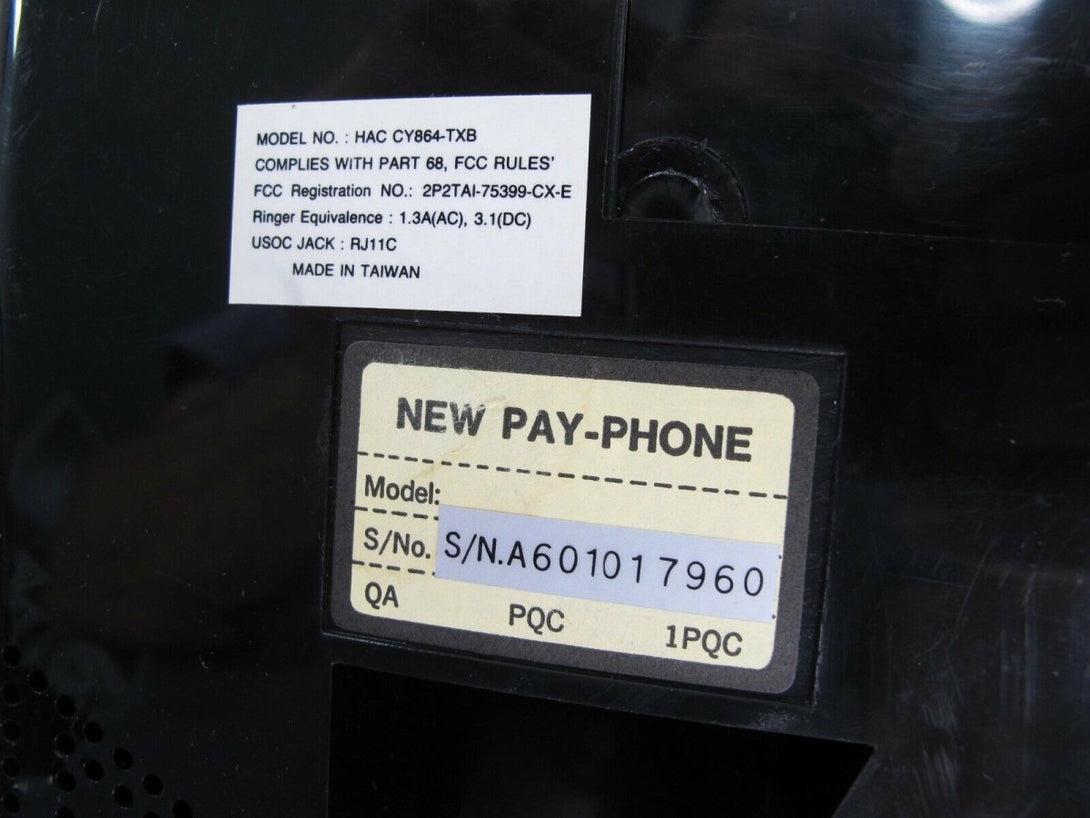 MODEL NO. : HAC CY864-TXB
COMPLIES WITH PART 68, FCC RULES'
FCC Registration NO.: 2P2TAI-75399-CX-E
Ringer Equivalence : 1.3A(AC), 3.1(DC)
USOC JACK : RJ11C
MADE IN TAIWAN
NEW PAY-PHONE
Model:
S/No. S/N.A601017960
QA PQC 1PQC